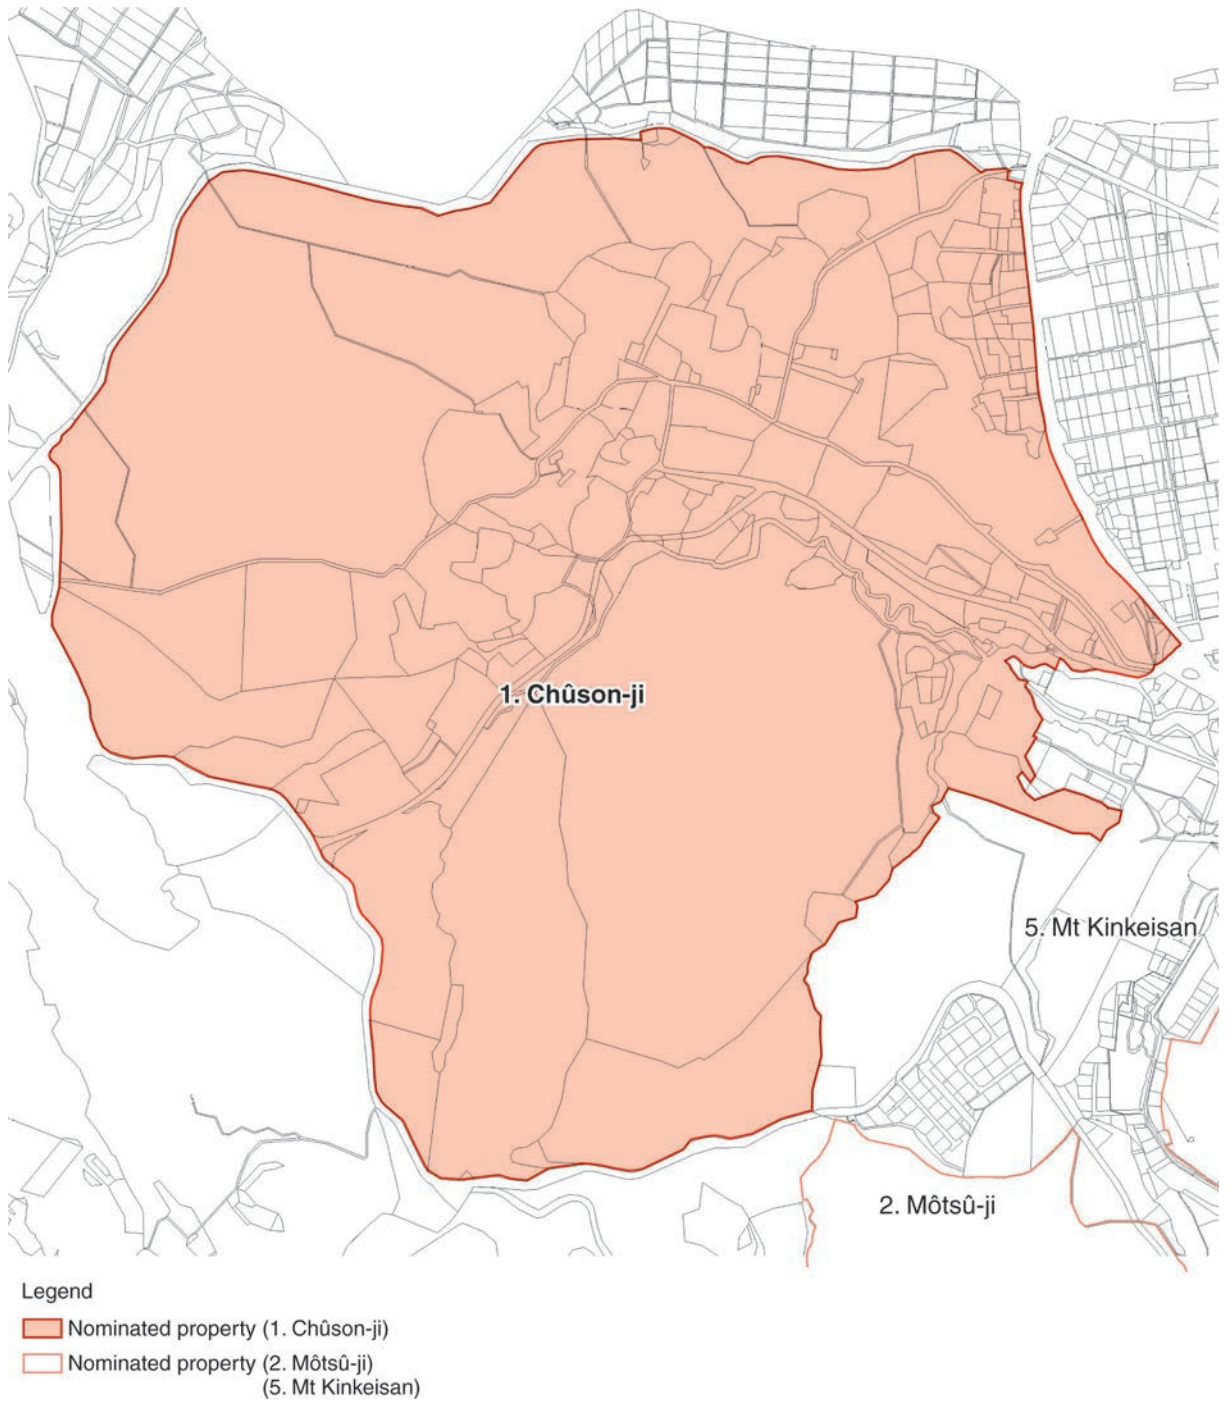 1. Chûson-ji
5. Mt Kinkeisan
2. Môtsû-ji
Legend
Nominated property (1. Chûson-ji)
Nominated property (2. Môtsû-ji)
(5. Mt Kinkeisan)